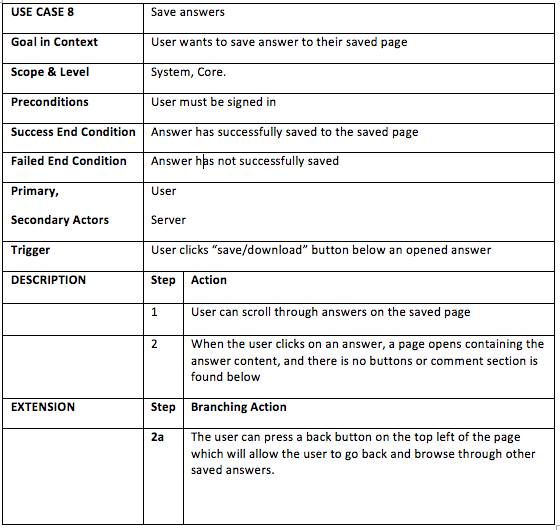 USE CASE 8 Save answers
Goal in Context User wants to save answer to their saved page
Scope & Level System, Core.
Preconditions User must be signed in
Success End Condition Answer has successfully saved to the saved page
Failed End Condition Answer has not successfully saved
Primary, User
Secondary Actors Server
Trigger User clicks “save/download” button below an opened answer
DESCRIPTION Step Action
1 User can scroll through answers on the saved page
2 When the user clicks on an answer, a page opens containing the
answer content, and there is no buttons or comment section is
found below
EXTENSION Step Branching Action
2a The user can press a back button on the top left of the page
which will allow the user to go back and browse through other
saved answers.